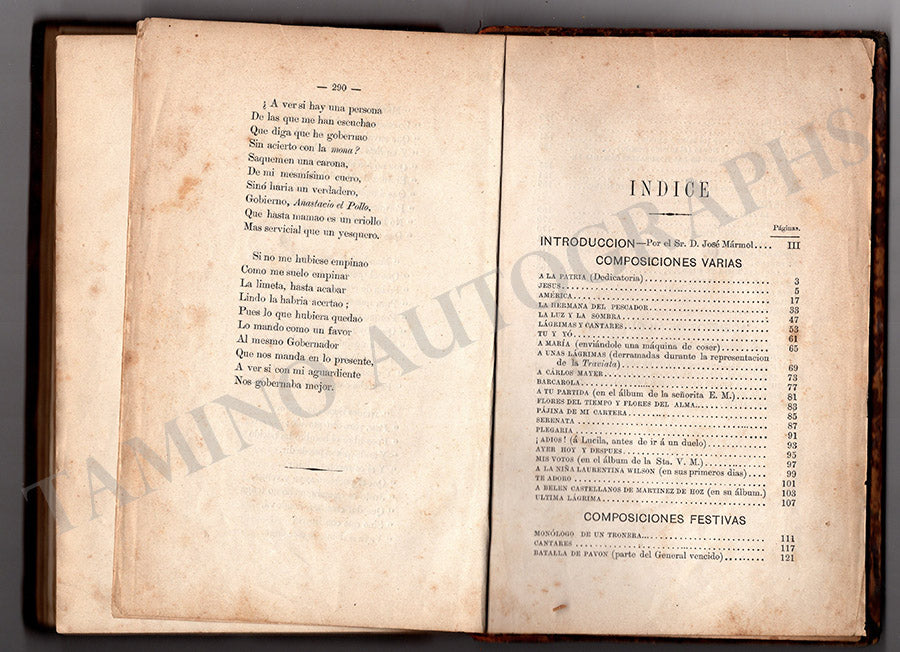 — 290 —
¿ A ver si hay una persona
De las que me han escuchao
Que diga que he gobernao
Sin acierto con la mona?
Saquemen una carona,
De mi mesmísimo cuero,
Sinó haria un verdadero,
Gobierno, Anastacio el Pollo,
Que hasta mamao es un criollo
Mas servicial que un yesquero.
Si no me hubiese empinao
Como me suelo empinar
La limeta, hasta acabar
Lindo la habria acertao ;
Pues lo que hubiera quedao
Lo mando como un favor
Al mesmo Gobernador
Que nos manda en lo presente,
A ver si con mi aguardiente
Nos gobernaba mejor.
INDICE
Páginas.
INTRODUCCION—Por el Sr. D. José Mármol.... III
COMPOSICIONES VARIAS
A LA PATRIA (Dedicatoria) 3
JESUS 5
AMÉRICA 17
LA HERMANA DEL PESCADOR 33
LA LUZ Y LA SOMBRA 47
LÁGRIMAS Y CANTARES 53
TU Y YÓ 61
A MARÍA (enviándole una máquina de coser) 65
A UNAS LÁGRIMAS (derramadas durante la representacion
de la Traviata) 69
A CÁRLOS MAYER 73
BARCAROLA 77
A TU PARTIDA (en el álbum de la señorita E. M.) 81
FLORES DEL TIEMPO Y FLORES DEL ALMA 83
PÁJINA DE MI CARTERA 85
SERENATA 87
PLEGARIA 91
¡ ADIOS! (á Lucila, antes de ir á un duelo) 93
AYER HOY Y DESPUES 95
MIS VOTOS (en el álbum de la Sta. V. M.) 97
A LA NIÑA LAURENTINA WILSON (en sus primeros dias) 99
TE ADORO 101
A BELEN CASTELLANOS DE MARTINEZ DE HOZ (en su álbum.) 103
ULTIMA LÁGRIMA 107
COMPOSICIONES FESTIVAS
MONÓLOGO DE UN TRONERA 111
CANTARES 117
BATALLA DE PAVON (parte del General vencido) 121
TAMINO AUTOGRAPHS